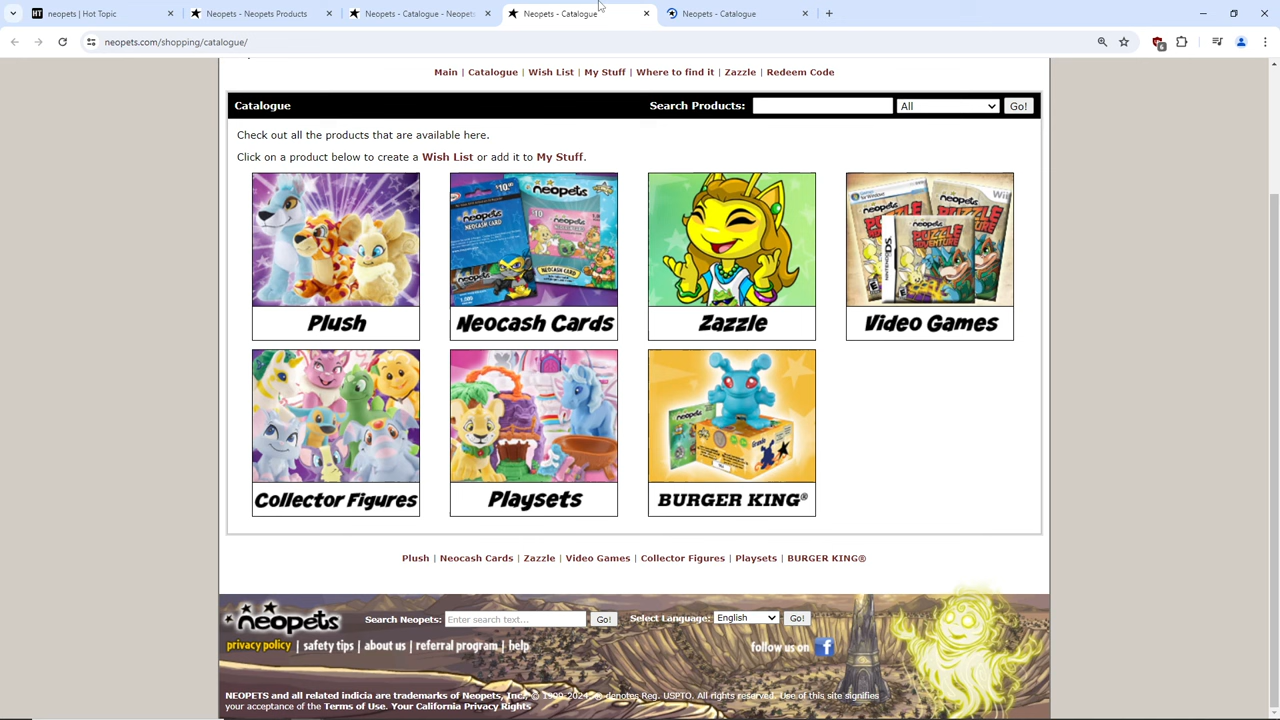 neopets | Hot Topic
Neopets - Neopets Products
Neopets - Catalogue - Neopets
Neopets - Catalogue
Neopets - Catalogue
neopets.com/shopping/catalogue/
6
Main | Catalogue | Wish List | My Stuff | Where to find it | Zazzle | Redeem Code
Catalogue Search Products: All Go!
Check out all the products that are available here.
Click on a product below to create a Wish List or add it to My Stuff.
Plush Neocash Cards Zazzle Video Games
Collector Figures Playsets BURGER KING®
Plush | Neocash Cards | Zazzle | Video Games | Collector Figures | Playsets | BURGER KING®
neopets Search Neopets: Enter search text... Go! Select Language: English Go!
privacy policy | safety tips | about us | referral program | help follow us on f
NEOPETS and all related indicia are trademarks of Neopets, Inc., © 1999-2024. ® denotes Reg. USPTO. All rights reserved. Use of this site signifies
your acceptance of the Terms of Use. Your California Privacy Rights